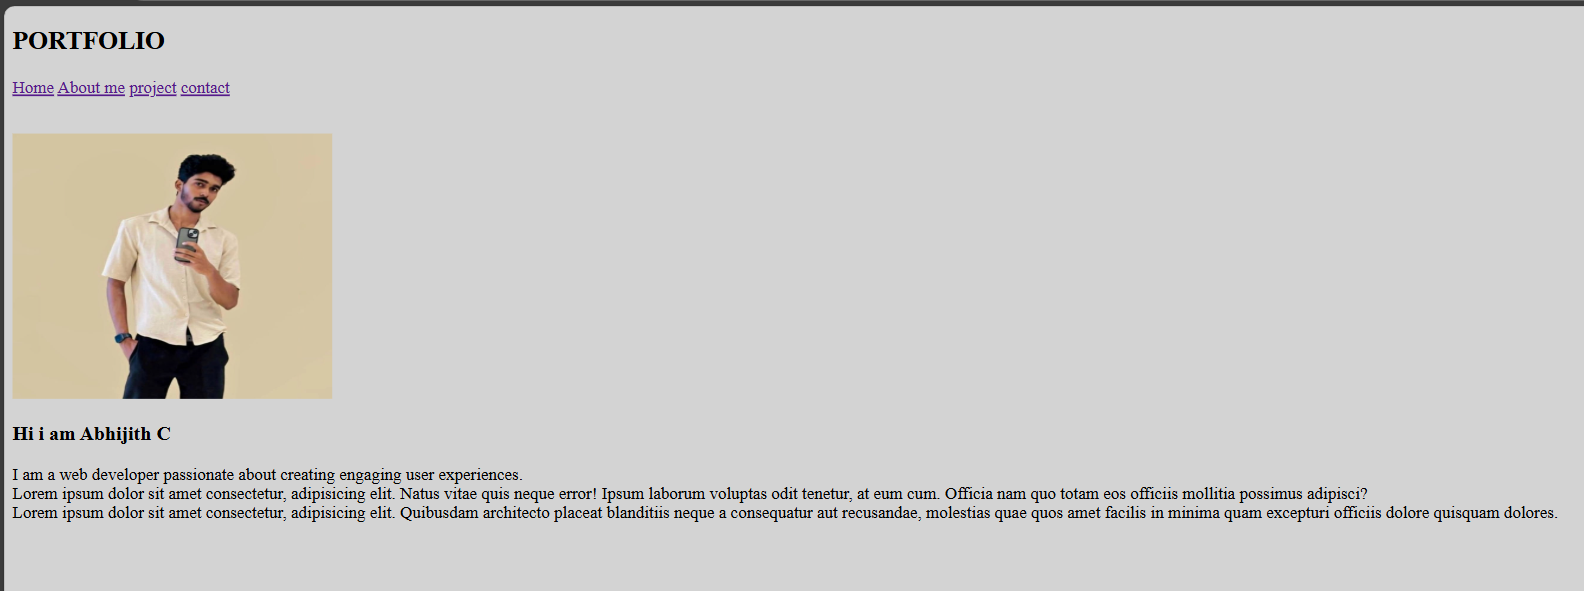 PORTFOLIO
Home About me project contact
Hi i am Abhijith C
I am a web developer passionate about creating engaging user experiences.
Lorem ipsum dolor sit amet consectetur, adipisicing elit. Natus vitae quis neque error! Ipsum laborum voluptas odit tenetur, at eum cum. Officia nam quo totam eos officiis mollitia possimus adipisci?
Lorem ipsum dolor sit amet consectetur, adipisicing elit. Quibusdam architecto placeat blanditiis neque a consequatur aut recusandae, molestias quae quos amet facilis in minima quam excepturi officiis dolore quisquam dolores.